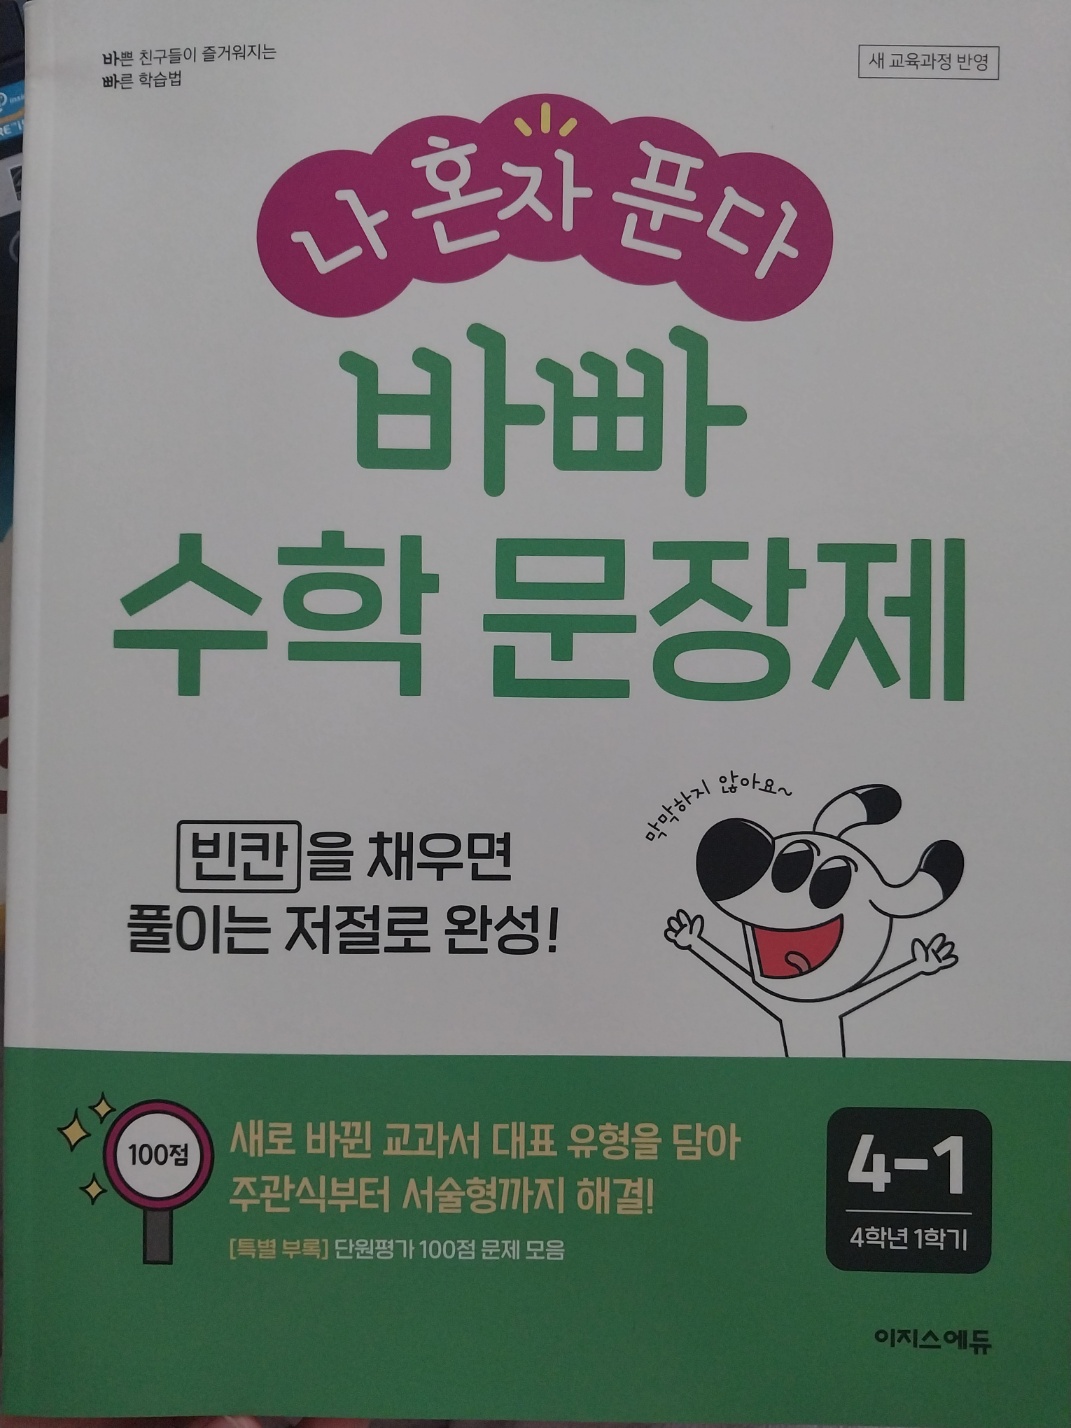 바쁜 친구들이 즐거워지는
빠른 학습법
새 교육과정 반영
나 혼자 푼다
바빠
수학 문장제
막막하지 않아요~
빈칸을 채우면
풀이는 저절로 완성!
100점
새로 바뀐 교과서 대표 유형을 담아
주관식부터 서술형까지 해결!
[특별 부록] 단원평가 100점 문제 모음
4-1
4학년 1학기
이지스에듀